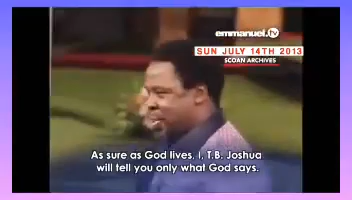 emmanuel.tv
SUN JULY 14TH 2013
SCOAN ARCHIVES
As sure as God lives, I, T.B. Joshua
will tell you only what God says.